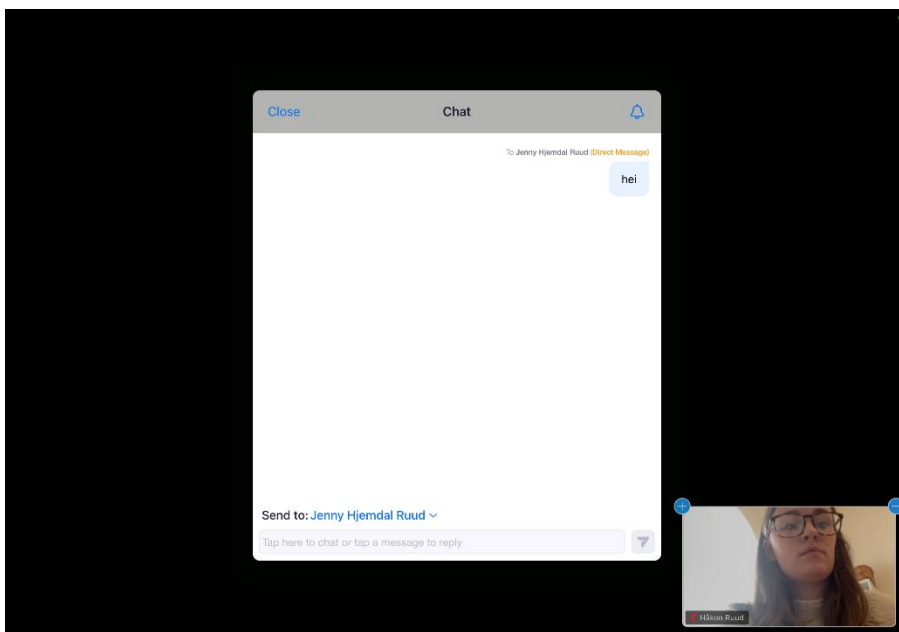 Close
Chat
To Jenny Hjemdal Ruud (Direct Message)
hei
Send to: Jenny Hjemdal Ruud
Tap here to chat or tap a message to reply
Håkon Ruud